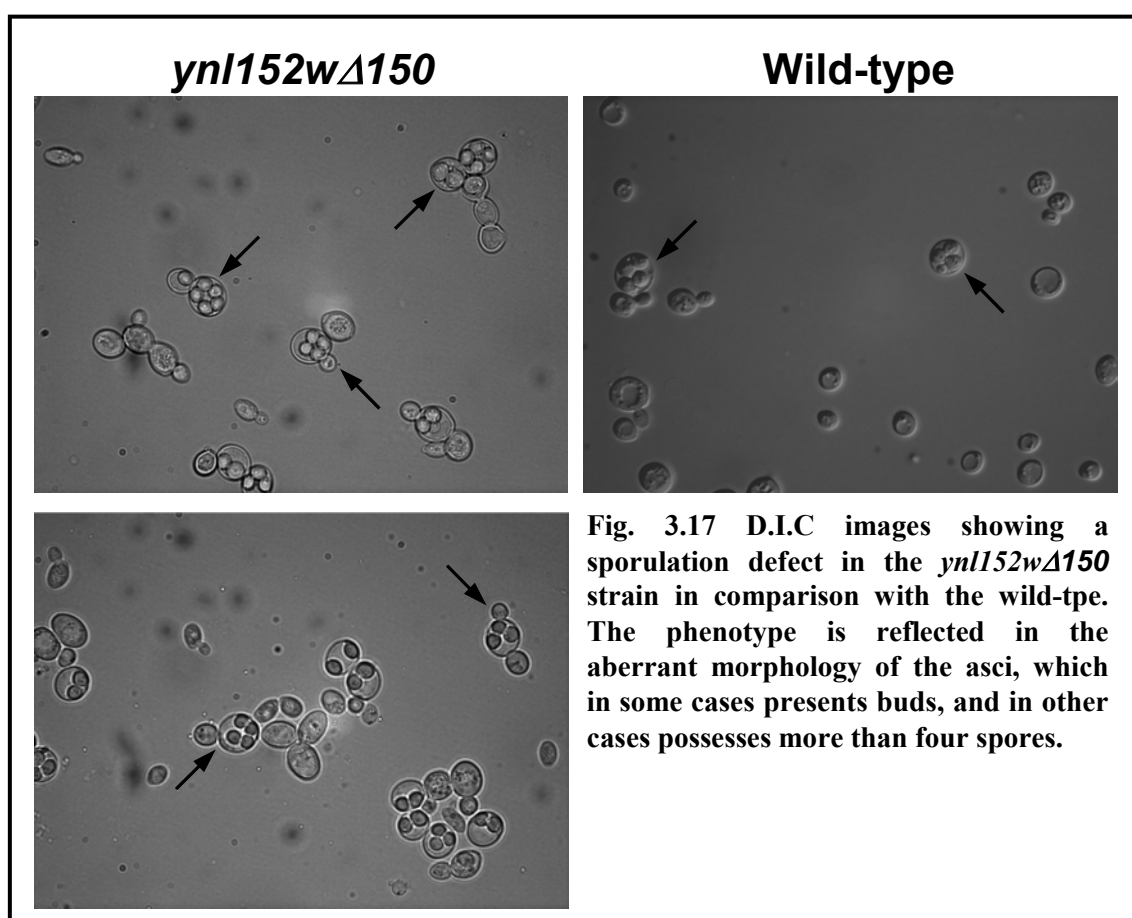 ynl152wΔ150
Wild-type
Fig. 3.17 D.I.C images showing a
sporulation defect in the ynl152wΔ150
strain in comparison with the wild-tpe.
The phenotype is reflected in the
aberrant morphology of the asci, which
in some cases presents buds, and in other
cases possesses more than four spores.